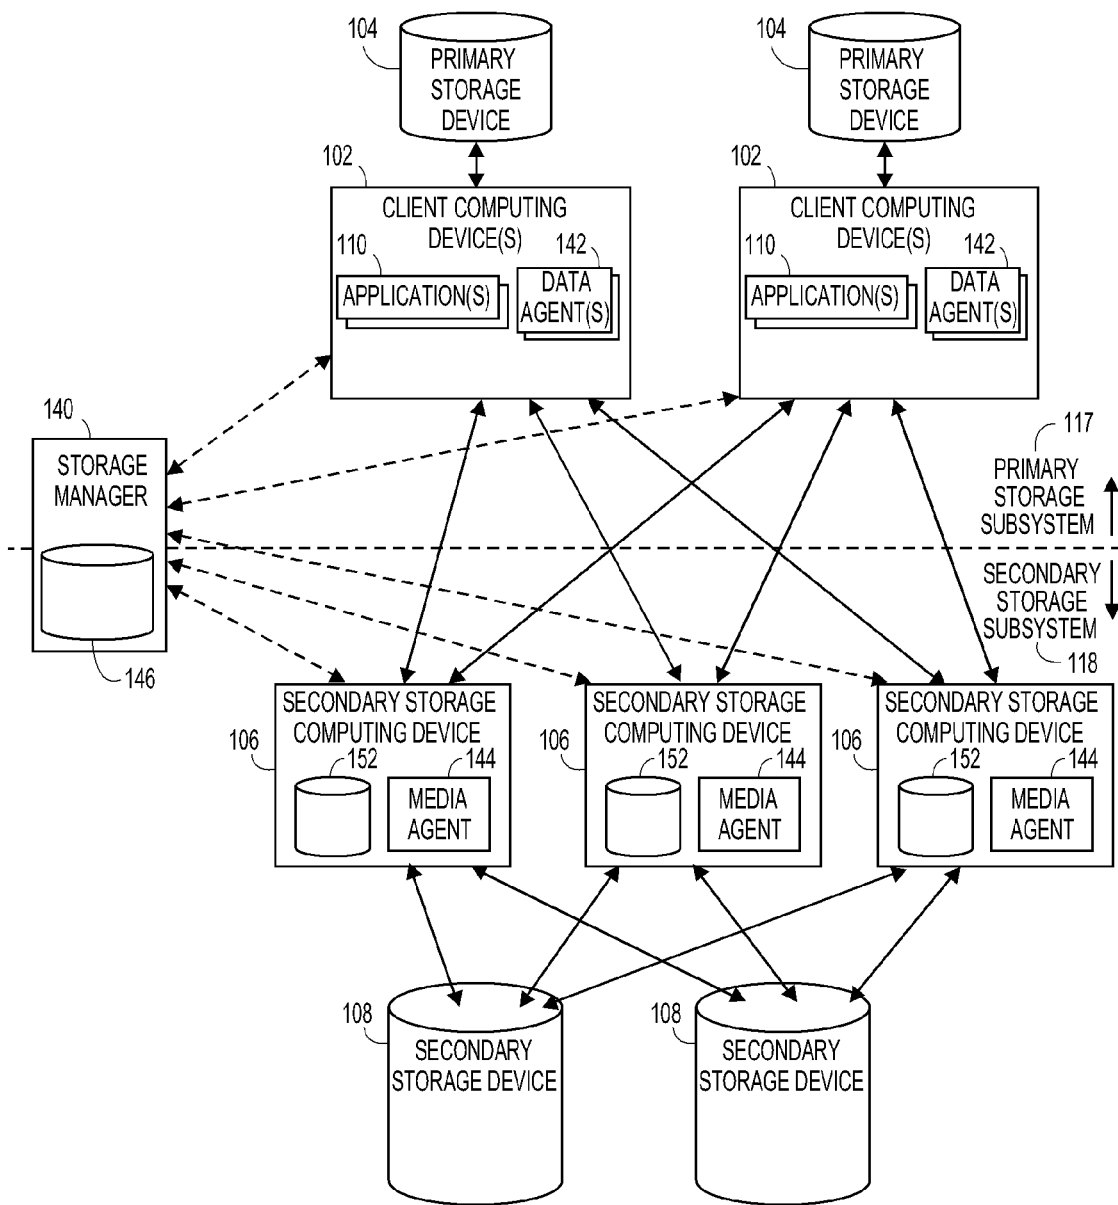 104
PRIMARY
STORAGE
DEVICE
104
PRIMARY
STORAGE
DEVICE
102
CLIENT COMPUTING
DEVICE(S)
110
142
APPLICATION(S)
DATA
AGENT(S)
102
CLIENT COMPUTING
DEVICE(S)
110
142
APPLICATION(S)
DATA
AGENT(S)
140
STORAGE
MANAGER
146
117
PRIMARY
STORAGE
SUBSYSTEM
SECONDARY
STORAGE
SUBSYSTEM
118
SECONDARY STORAGE
COMPUTING DEVICE
106
152
144
MEDIA
AGENT
SECONDARY STORAGE
COMPUTING DEVICE
106
152
144
MEDIA
AGENT
SECONDARY STORAGE
COMPUTING DEVICE
106
152
144
MEDIA
AGENT
108
SECONDARY
STORAGE DEVICE
108
SECONDARY
STORAGE DEVICE